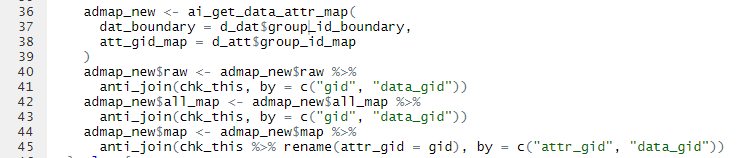 36 admap_new <- ai_get_data_attr_map(
37 dat_boundary = d_dat$group_id_boundary,
38 att_gid_map = d_att$group_id_map
39 )
40 admap_new$raw <- admap_new$raw %>%
41 anti_join(chk_this, by = c("gid", "data_gid"))
42 admap_new$all_map <- admap_new$all_map %>%
43 anti_join(chk_this, by = c("gid", "data_gid"))
44 admap_new$map <- admap_new$map %>%
45 anti_join(chk_this %>% rename(attr_gid = gid), by = c("attr_gid", "data_gid"))